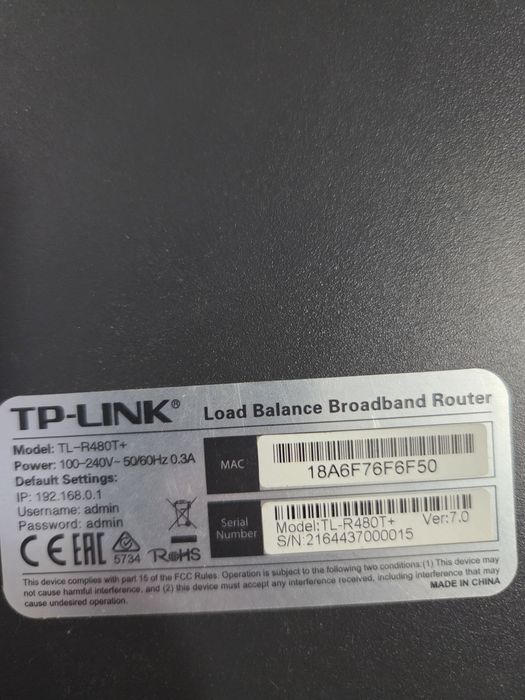 TP-LINK® Load Balance Broadband Router
Model: TL-R480T+
Power: 100-240V~ 50/60Hz 0.3A
Default Settings:
IP: 192.168.0.1
Username: admin
Password: admin
CE EAC 5734 RoHS
MAC
18A6F76F6F50
Serial
Number
Model:TL-R480T+ Ver:7.0
S/N:2164437000015
This device complies with part 15 of the FCC Rules. Operation is subject to the following two conditions:(1) This device may
not cause harmful interference, and (2) this device must accept any interference received, including interference that may
cause undesired operation.
MADE IN CHINA